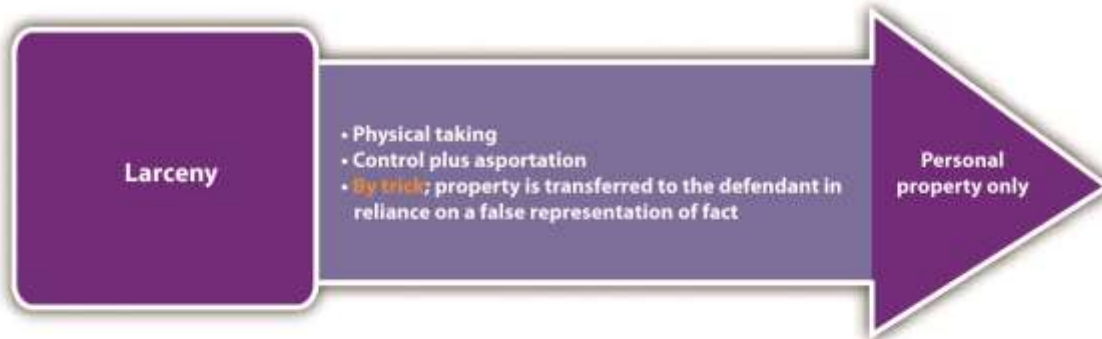 Larceny
• Physical taking
• Control plus asportation
• By trick; property is transferred to the defendant in
reliance on a false representation of fact
Personal
property only